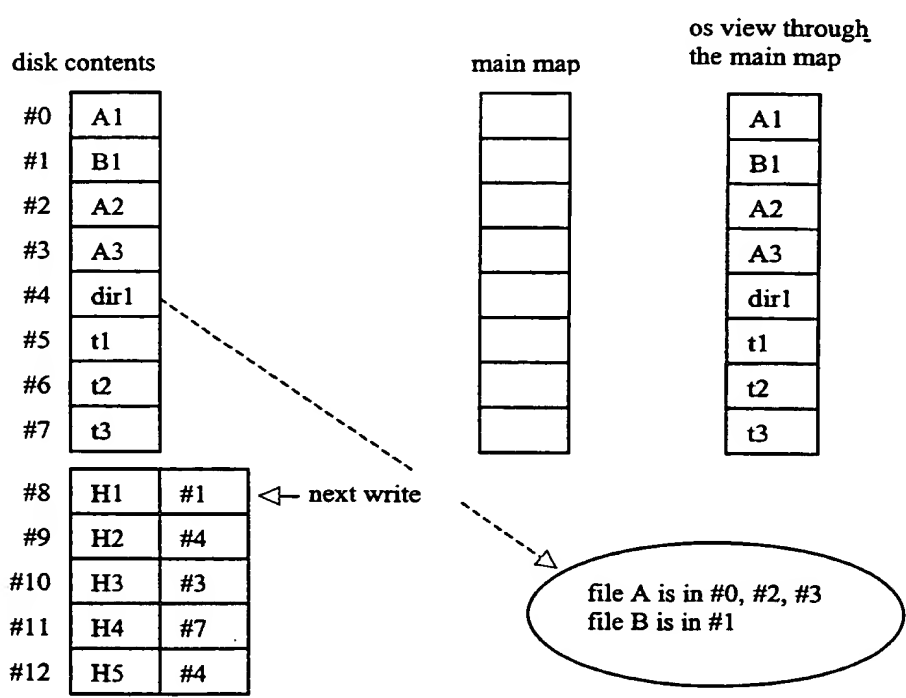 disk contents
main map
os view through
the main map
#0 A1
#1 B1
#2 A2
#3 A3
#4 dir1
#5 t1
#6 t2
#7 t3
A1
B1
A2
A3
dir1
t1
t2
t3
#8 H1 #1
next write
#9 H2 #4
#10 H3 #3
#11 H4 #7
#12 H5 #4
file A is in #0, #2, #3
file B is in #1